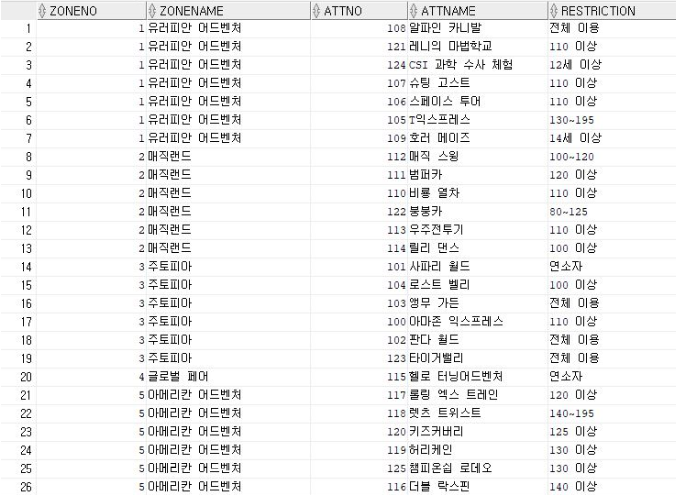 ZONENO ZONENAME ATTNO ATTNAME RESTRICTION
1 1 유러피안 어드벤쳐 108 알파인 카니발 전체 이용
2 1 유러피안 어드벤쳐 121 레니의 마법학교 110 이상
3 1 유러피안 어드벤쳐 124 CSI 과학 수사 체험 12세 이상
4 1 유러피안 어드벤쳐 107 슈팅 고스트 110 이상
5 1 유러피안 어드벤쳐 106 스페이스 투어 110 이상
6 1 유러피안 어드벤쳐 105 T익스프레스 130~195
7 1 유러피안 어드벤쳐 109 호러 메이즈 14세 이상
8 2 매직랜드 112 매직 스윙 100~120
9 2 매직랜드 111 범퍼카 120 이상
10 2 매직랜드 110 비룡 열차 110 이상
11 2 매직랜드 122 붕붕카 80~125
12 2 매직랜드 113 우주전투기 110 이상
13 2 매직랜드 114 릴리 댄스 100 이상
14 3 주토피아 101 사파리 월드 연소자
15 3 주토피아 104 로스트 벨리 100 이상
16 3 주토피아 103 앵무 가든 전체 이용
17 3 주토피아 100 아마존 익스프레스 110 이상
18 3 주토피아 102 판다 월드 전체 이용
19 3 주토피아 123 타이거밸리 전체 이용
20 4 글로벌 페어 115 헬로 터닝어드벤쳐 연소자
21 5 아메리칸 어드벤쳐 117 롤링 엑스 트레인 120 이상
22 5 아메리칸 어드벤쳐 118 렛츠 트위스트 140~195
23 5 아메리칸 어드벤쳐 120 키즈커버리 125 이상
24 5 아메리칸 어드벤쳐 119 허리케인 130 이상
25 5 아메리칸 어드벤쳐 125 챔피온쉽 로데오 130 이상
26 5 아메리칸 어드벤쳐 116 더블 락스핀 140 이상